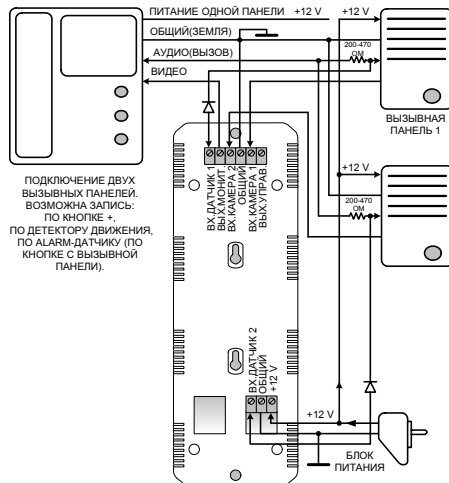 ПИТАНИЕ ОДНОЙ ПАНЕЛИ +12 V
+12 V
ОБЩИЙ(ЗЕМЛЯ)
АУДИО(ВЫЗОВ)
200-470
ОМ
ВИДЕО
ВЫЗЫВНАЯ
ПАНЕЛЬ 1
ПОДКЛЮЧЕНИЕ ДВУХ
ВЫЗЫВНЫХ ПАНЕЛЕЙ.
ВОЗМОЖНА ЗАПИСЬ:
ПО КНОПКЕ +,
ПО ДЕТЕКТОРУ ДВИЖЕНИЯ,
ПО ALARM-ДАТЧИКУ (ПО
КНОПКЕ С ВЫЗЫВНОЙ
ПАНЕЛИ).
ВХ.ДАТЧИК 1
ВЫХ.МОНИТ.
ВХ.КАМЕРА 2
ОБЩИЙ
ВХ.КАМЕРА 1
ВЫХ.УПРАВ.
+12 V
200-470
ОМ
ВХ.ДАТЧИК 2
ОБЩИЙ
+12 V
+12 V
БЛОК
ПИТАНИЯ